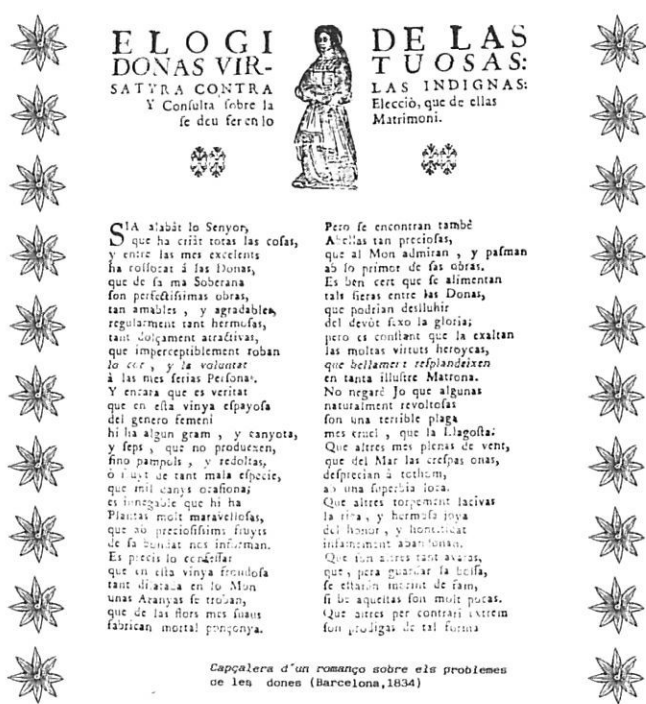 ELOGI DE LAS
DONAS VIR- TUOSAS:
SATYRA CONTRA LAS INDIGNAS:
Y Conſulta ſobre la Elecciò, que de ellas
ſe deu fer en lo Matrimoni.
SIA alabàt lo Senyor,
que ha criàt totas las coſas,
y entre las mes excelents
ha colſocat á las Donas,
que de ſa ma Soberana
ſon perfectiſsimas obras,
tan amables, y agradables,
regularment tant hermoſas,
tant dolçament atractivas,
que imperceptiblement roban
lo cor, y la voluntat
à las mes ſerias Perſonas.
Y encara que es veritat
que en eſta vinya eſpayoſa
del genero femeni
hi ha algun gram, y canyota,
y ſeps, que no produexen,
ſino pampols, y redoltas,
ò fruyt de tant mala eſpecie,
que mil danys ocaſiona;
es innegable que hi ha
Plantas molt maravelloſas,
que ab precioſiſsims fruyts
de ſa bondat nos informan.
Es precis lo confeſſar
que en eſta vinya frondoſa
tant dilatada en lo Mon
unas Aranyas ſe troban,
que de las flors mes ſuaus
fabrican mortal ponçonya.
Pero ſe encontran també
Abellas tan precioſas,
que al Mon admiran, y paſman
ab lo primor de ſas obras.
Es ben cert que ſe alimentan
tals fieras entre las Donas,
que podrian deslluhir
del devòt ſexo la gloria;
pero es conſtant que la exaltan
las moltas virtuts heroycas,
que bellament reſplandeixen
en tanta illuſtre Matrona.
No negaré Jo que algunas
naturalment revoltoſas
ſon una terrible plaga
mes cruel, que la Llagoſta:
Que altres mes plenas de vent,
que del Mar las creſpas onas,
deſprecian à tothom,
ab una ſuperbia loca.
Que altres torpement lacivas
la rica, y hermoſa joya
del honor, y honeſtidat
infamement abandonan.
Que ſon altres tant avaras,
que, pera guardar la bolſa,
ſe eſtarán morint de fam,
ſi be aqueſtas ſon molt pocas.
Que altres per contrari extrem
ſon prodigas de tal forma
Capçalera d'un romanço sobre els problemes
de les dones (Barcelona,1834)